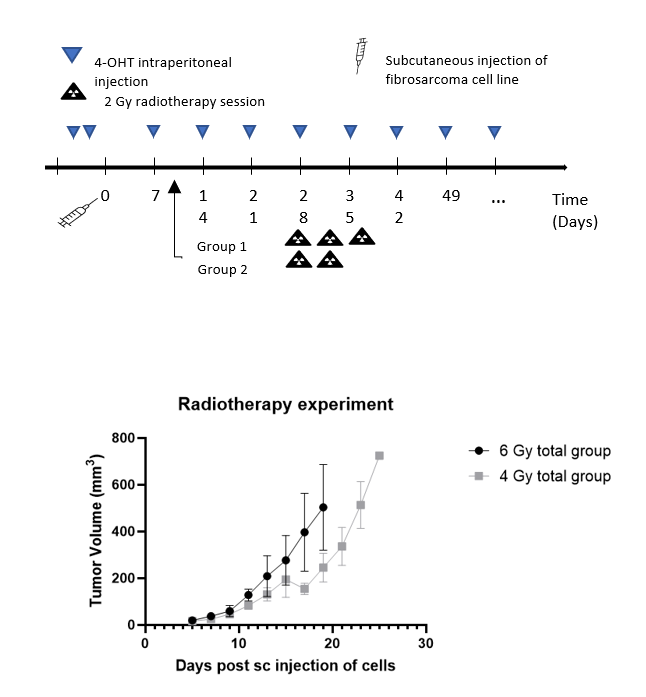 4-OHT intraperitoneal
injection
2 Gy radiotherapy session
Subcutaneous injection of
fibrosarcoma cell line
0 7 1 2 2 3 4 49 ... Time
4 1 8 5 2 (Days)
Group 1
Group 2
Radiotherapy experiment
800
600
400
200
0
Tumor Volume (mm³)
0 10 20 30
Days post sc injection of cells
6 Gy total group
4 Gy total group